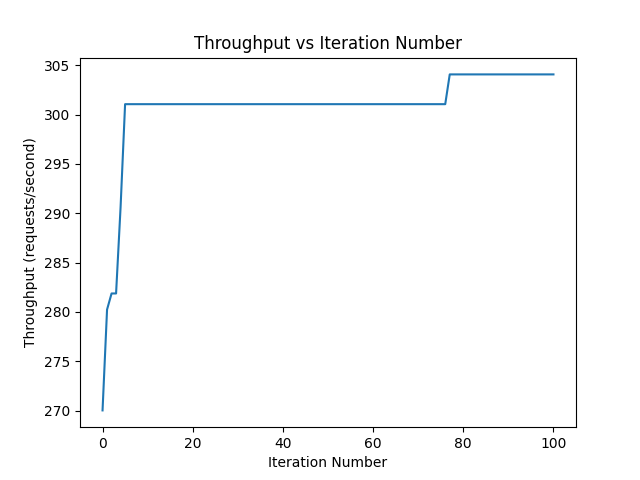 Throughput vs Iteration Number
Throughput (requests/second)
305
300
295
290
285
280
275
270
0 20 40 60 80 100
Iteration Number